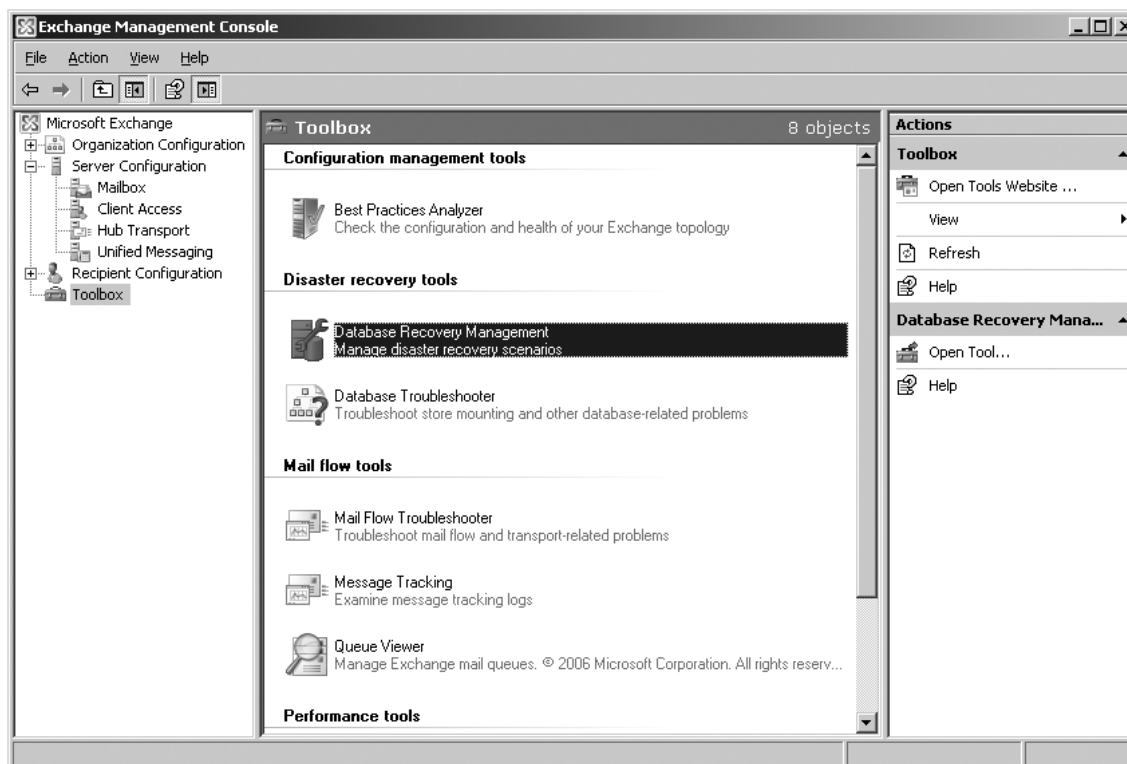 Exchange Management Console
File Action View Help
Microsoft Exchange
Organization Configuration
Server Configuration
Mailbox
Client Access
Hub Transport
Unified Messaging
Recipient Configuration
Toolbox
Toolbox 8 objects
Configuration management tools
Best Practices Analyzer
Check the configuration and health of your Exchange topology
Disaster recovery tools
Database Recovery Management
Manage disaster recovery scenarios
Database Troubleshooter
Troubleshoot store mounting and other database-related problems
Mail flow tools
Mail Flow Troubleshooter
Troubleshoot mail flow and transport-related problems
Message Tracking
Examine message tracking logs
Queue Viewer
Manage Exchange mail queues. © 2006 Microsoft Corporation. All rights reserv...
Performance tools
Actions
Toolbox
Open Tools Website ...
View
Refresh
Help
Database Recovery Mana...
Open Tool...
Help